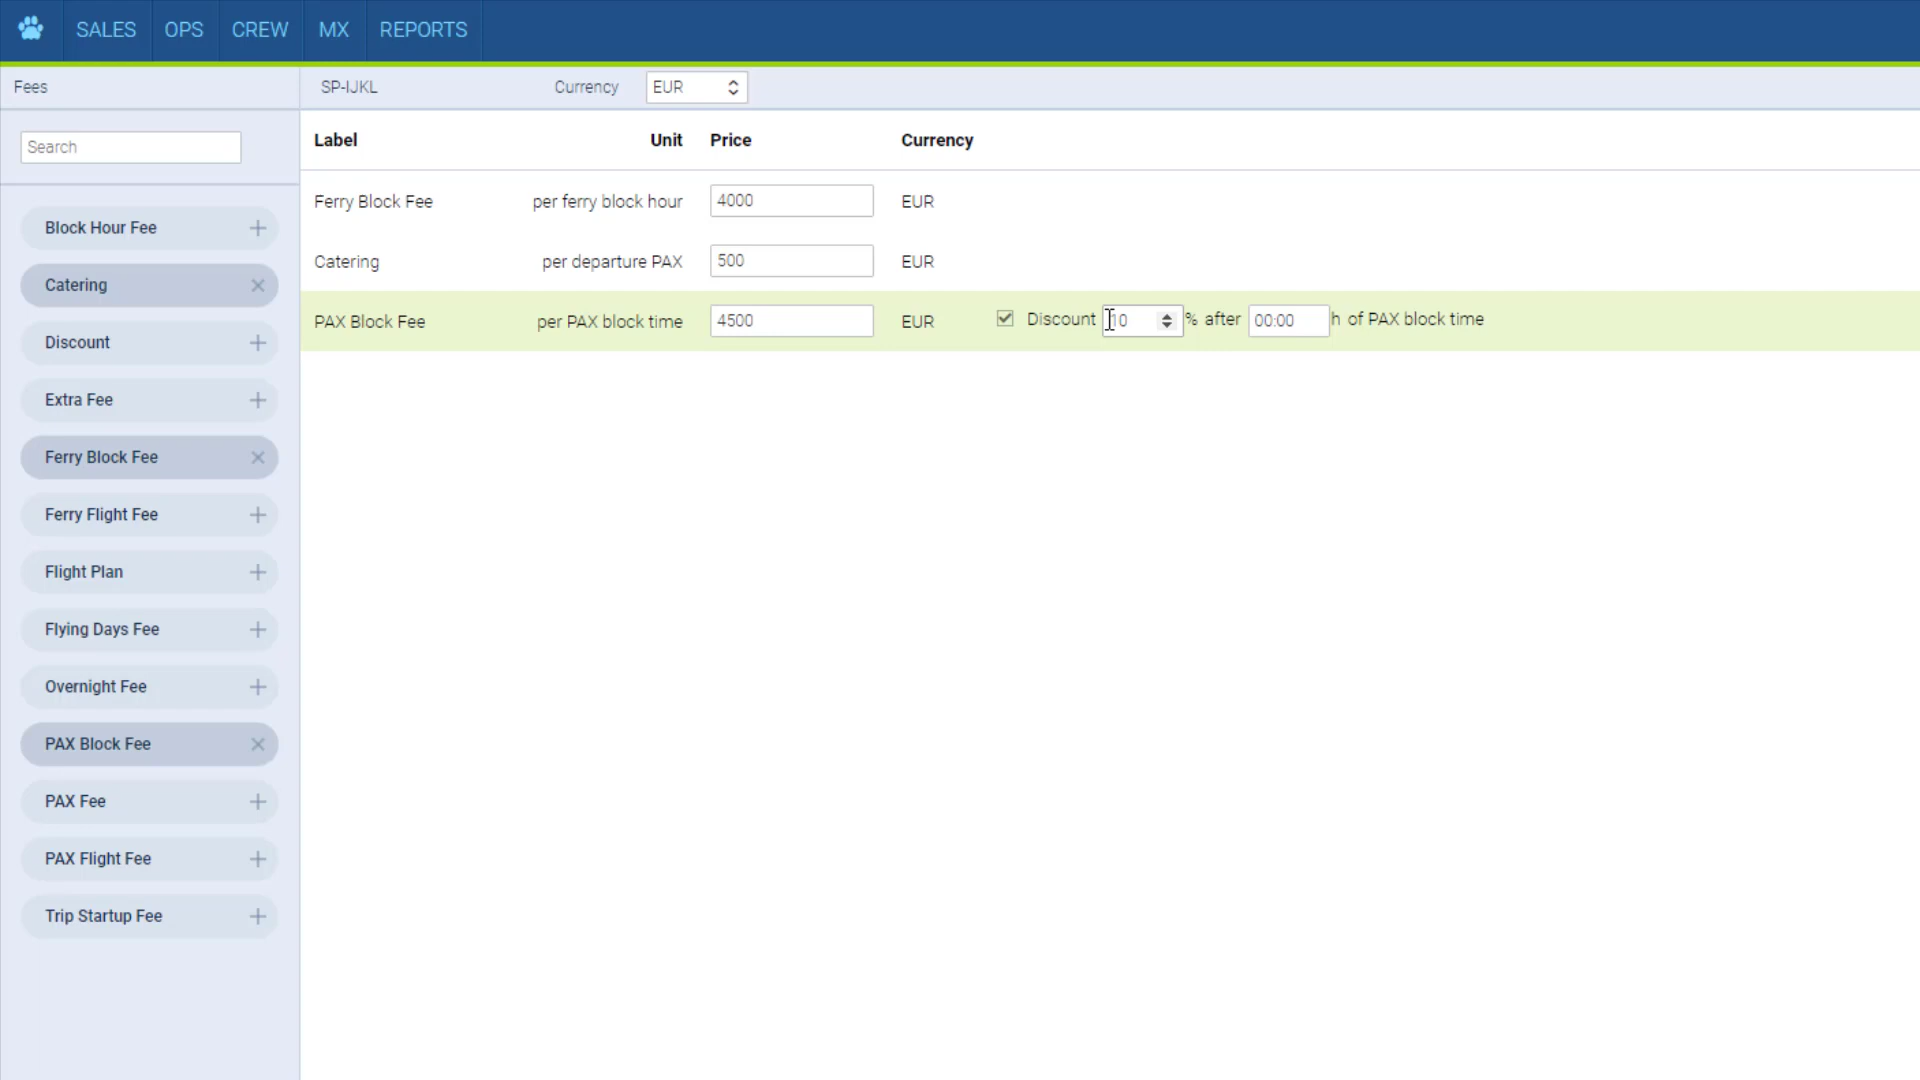 SALES OPS CREW MX REPORTS
Fees SP-IJKL Currency EUR
Search
Label Unit Price Currency
Ferry Block Fee per ferry block hour 4000 EUR
Catering per departure PAX 500 EUR
PAX Block Fee per PAX block time 4500 EUR Discount 10 % after 00:00 h of PAX block time
Block Hour Fee
Catering
Discount
Extra Fee
Ferry Block Fee
Ferry Flight Fee
Flight Plan
Flying Days Fee
Overnight Fee
PAX Block Fee
PAX Fee
PAX Flight Fee
Trip Startup Fee